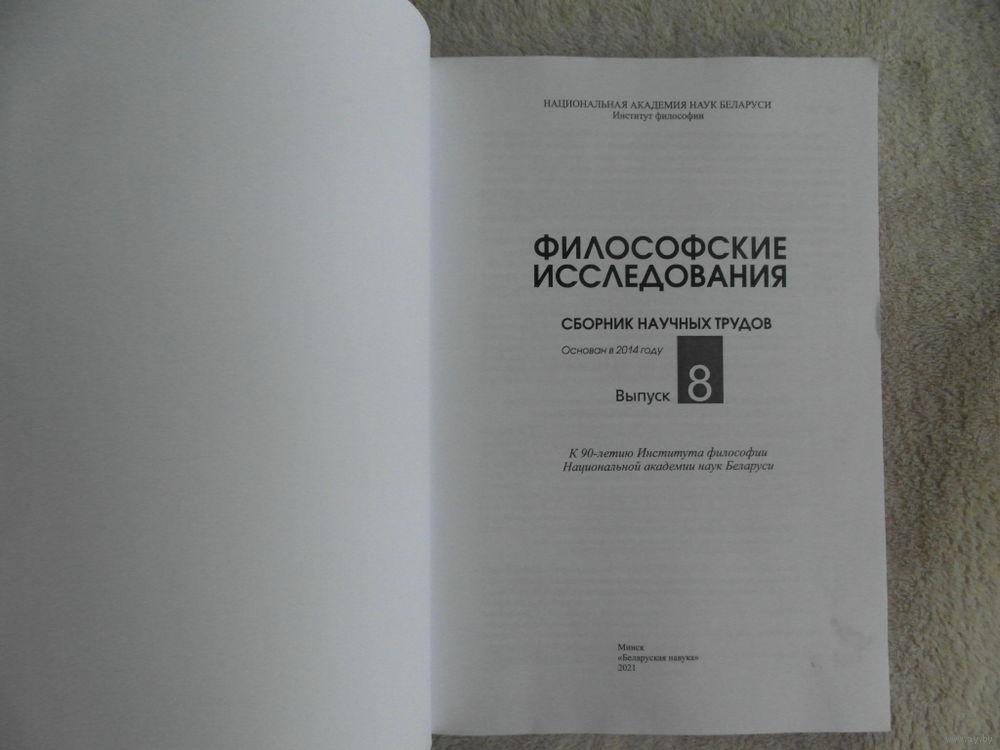 НАЦИОНАЛЬНАЯ АКАДЕМИЯ НАУК БЕЛАРУСИ
Институт философии
ФИЛОСОФСКИЕ
ИССЛЕДОВАНИЯ
СБОРНИК НАУЧНЫХ ТРУДОВ
Основан в 2014 году
Выпуск 8
К 90-летию Института философии
Национальной академии наук Беларуси
Минск
«Беларуская навука»
2021